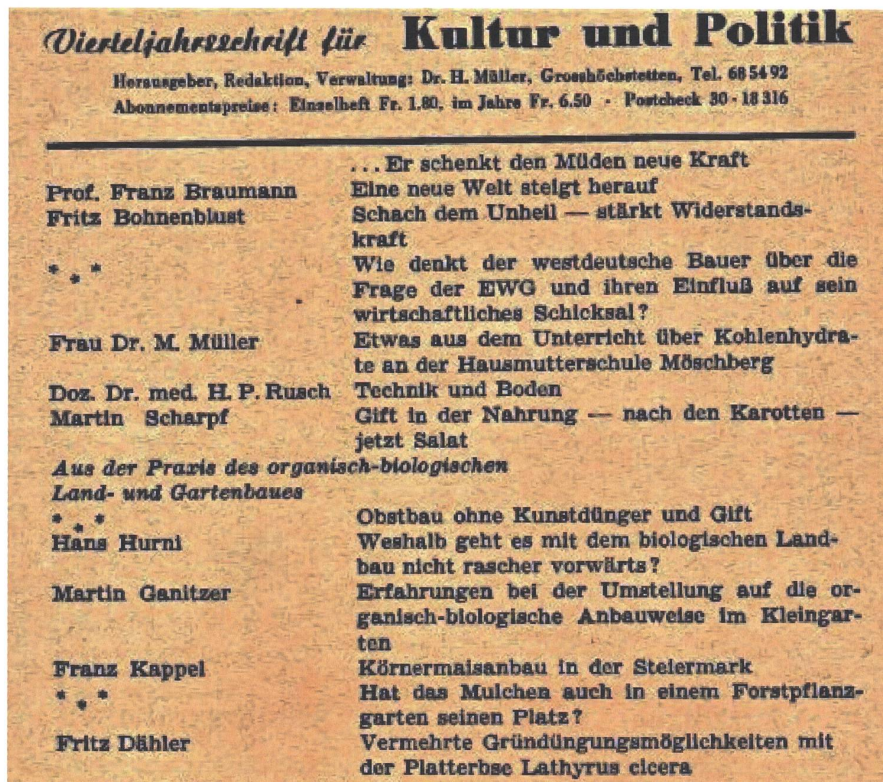 Vierteljahrsschrift für Kultur und Politik
Herausgeber, Redaktion, Verwaltung: Dr. H. Müller, Grosshöchstetten, Tel. 68 54 92
Abonnementspreise: Einzelheft Fr. 1.80, im Jahre Fr. 6.50 · Postcheck 30 - 18 316
... Er schenkt den Müden neue Kraft
Prof. Franz Braumann Eine neue Welt steigt herauf
Fritz Bohnenblust Schach dem Unheil — stärkt Widerstands-
kraft
* * * Wie denkt der westdeutsche Bauer über die
Frage der EWG und ihren Einfluß auf sein
wirtschaftliches Schicksal?
Frau Dr. M. Müller Etwas aus dem Unterricht über Kohlenhydra-
te an der Hausmutterschule Möschberg
Doz. Dr. med. H. P. Rusch Technik und Boden
Martin Scharpf Gift in der Nahrung — nach den Karotten —
jetzt Salat
Aus der Praxis des organisch-biologischen
Land- und Gartenbaues
* * * Obstbau ohne Kunstdünger und Gift
Hans Hurni Weshalb geht es mit dem biologischen Land-
bau nicht rascher vorwärts?
Martin Ganitzer Erfahrungen bei der Umstellung auf die or-
ganisch-biologische Anbauweise im Kleingar-
ten
Franz Kappel Körnermaisanbau in der Steiermark
* * * Hat das Mulchen auch in einem Forstpflanz-
garten seinen Platz?
Fritz Dähler Vermehrte Gründüngungsmöglichkeiten mit
der Platterbse Lathyrus cicera